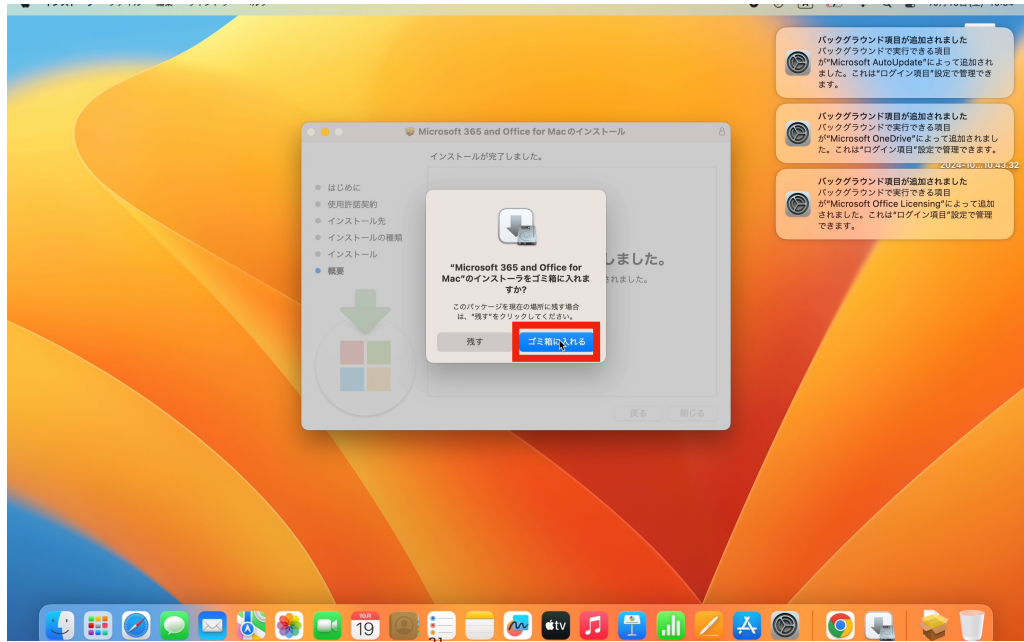 バックグラウンド項目が追加されました
バックグラウンドで実行できる項目
が"Microsoft AutoUpdate"によって追加され
ました。これは"ログイン項目"設定で管理でき
ます。
バックグラウンド項目が追加されました
バックグラウンドで実行できる項目
が"Microsoft OneDrive"によって追加されまし
た。これは"ログイン項目"設定で管理できます。
2024-10...10.43.32
バックグラウンド項目が追加されました
バックグラウンドで実行できる項目
が"Microsoft Office Licensing"によって追加
されました。これは"ログイン項目"設定で管理
できます。
Microsoft 365 and Office for Macのインストール
インストールが完了しました。
はじめに
使用許諾契約
インストール先
インストールの種類
インストール
概要
しました。
されました。
"Microsoft 365 and Office for
Mac"のインストーラをゴミ箱に入れま
すか?
このパッケージを現在の場所に残す場合
は、"残す"をクリックしてください。
残す
ゴミ箱に入れる
戻る
閉じる
10月
19
tv